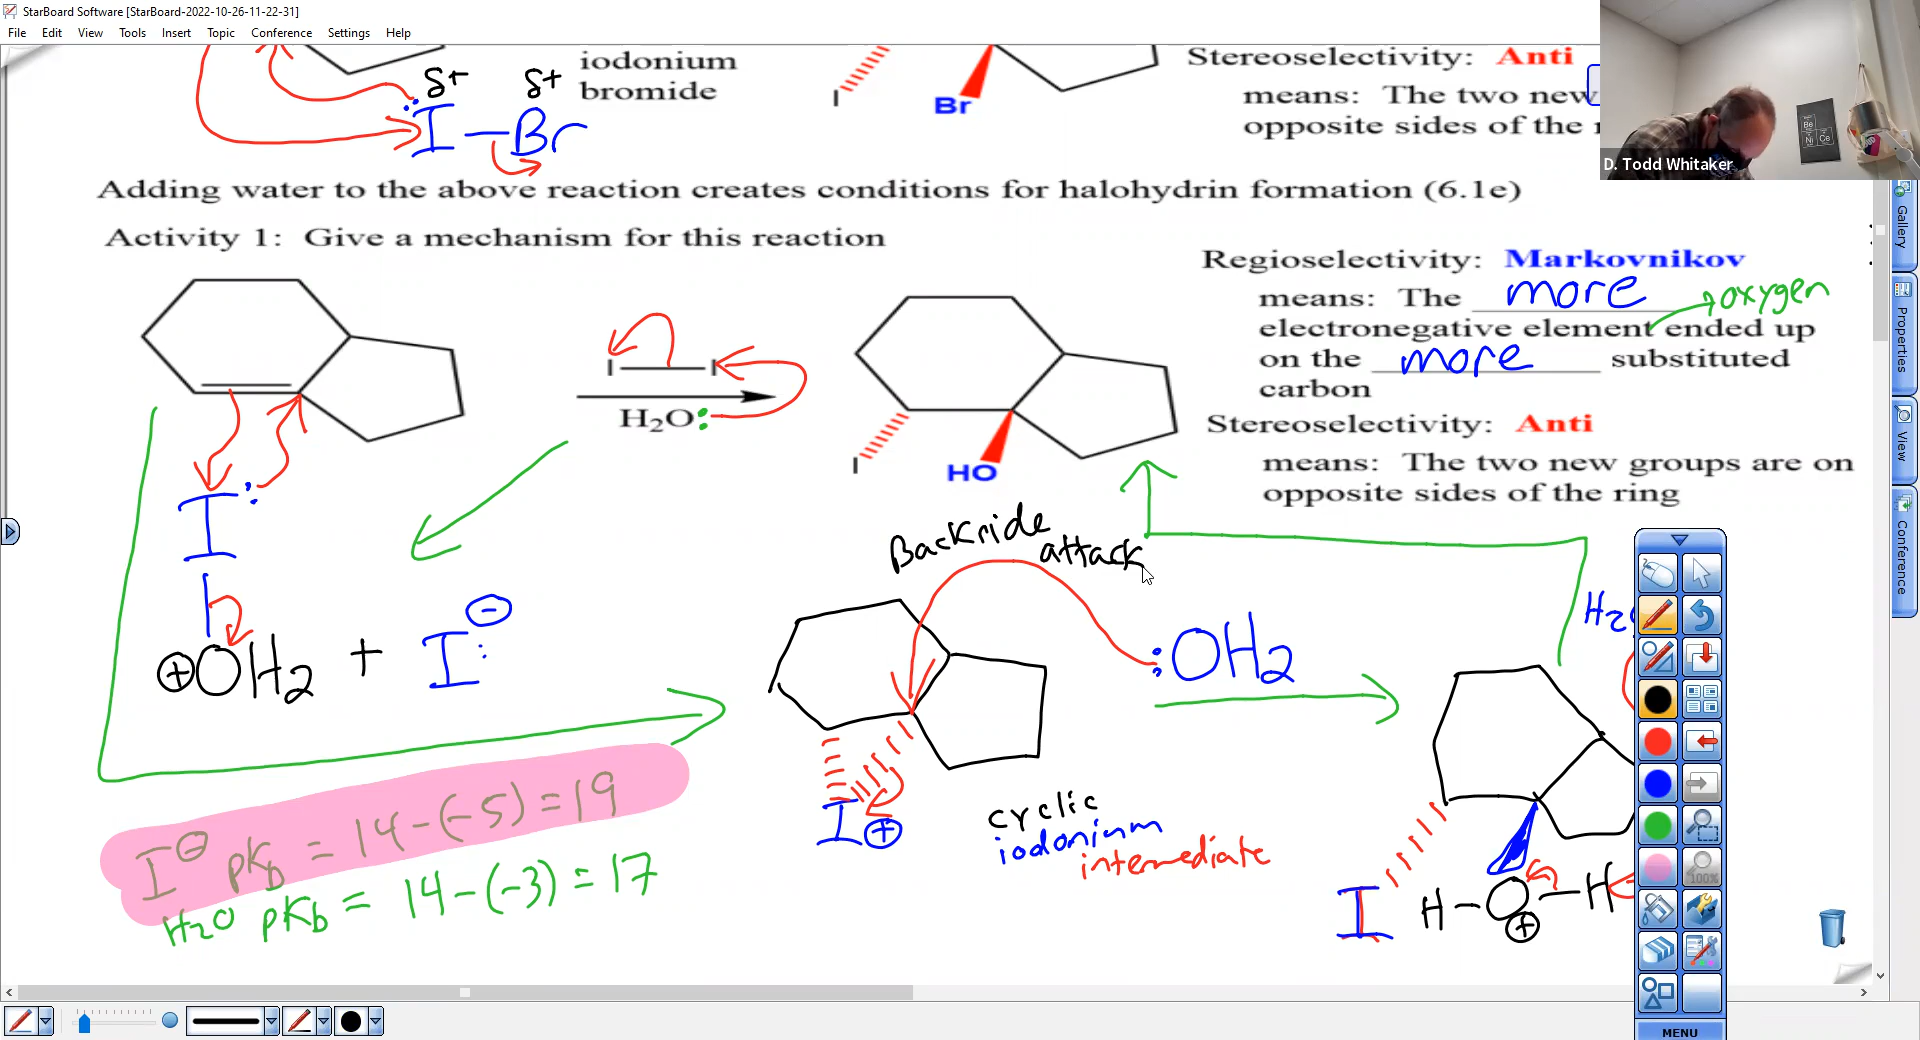 StarBoard Software [StarBoard-2022-10-26-11-22-31]
File Edit View Tools Insert Topic Conference Settings Help
iodonium
bromide
δ+ δ+
I — Br
I
Br
Stereoselectivity: Anti
means: The two new
opposite sides of the
D. Todd Whitaker
Be
Ni Ce
Adding water to the above reaction creates conditions for halohydrin formation (6.1e)
Activity 1: Give a mechanism for this reaction
I — I
H₂O:
I
HO
Regioselectivity: Markovnikov
means: The more
oxygen
electronegative element ended up
on the more substituted
carbon
Stereoselectivity: Anti
means: The two new groups are on
opposite sides of the ring
I:
⊕OH₂ + I: ⊖
Backside
attack
:OH₂
I ⊕
cyclic
iodonium
intermediate
H₂
I H–O–H
⊕
I⊖ pKb = 14-(-5) = 19
H₂O pKb = 14-(-3) = 17
Gallery
Properties
View
Conference
100%
MENU